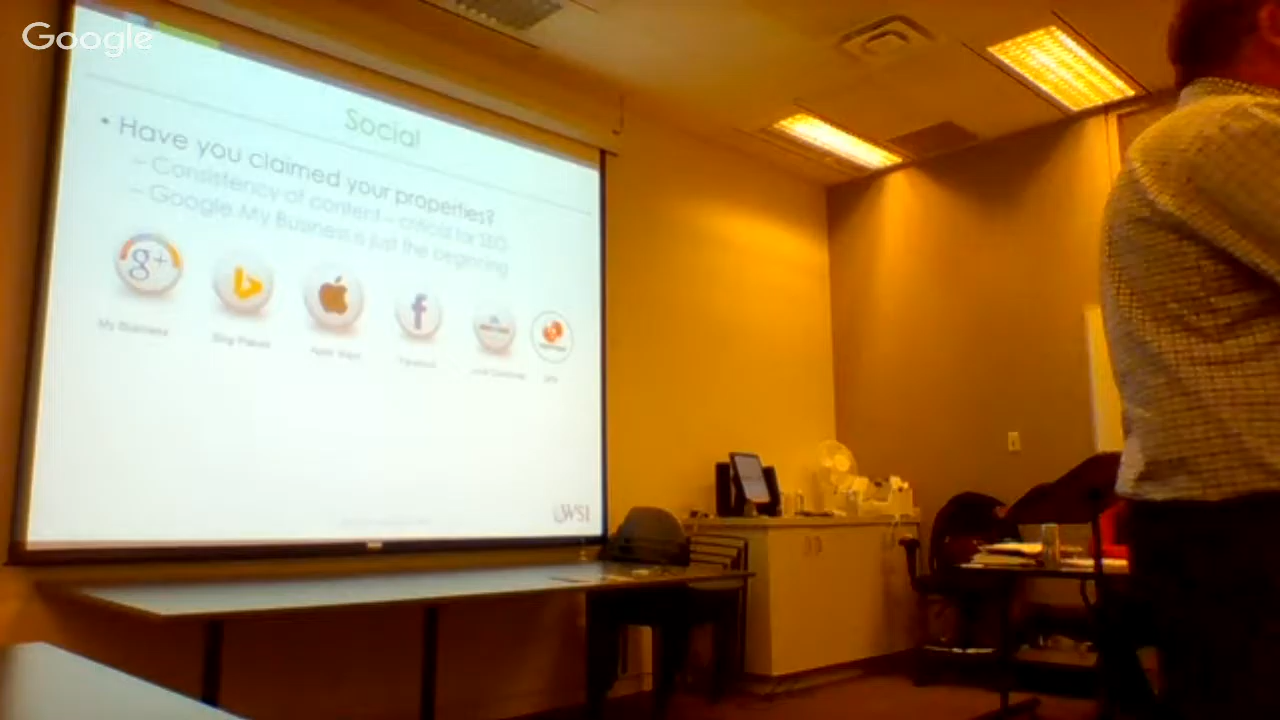 Google
Social
• Have you claimed your properties?
– Consistency of content – critical for SEO
– Google My Business is just the beginning
g+
f
My Business
Bing Places
Apple Maps
Facebook
WSI